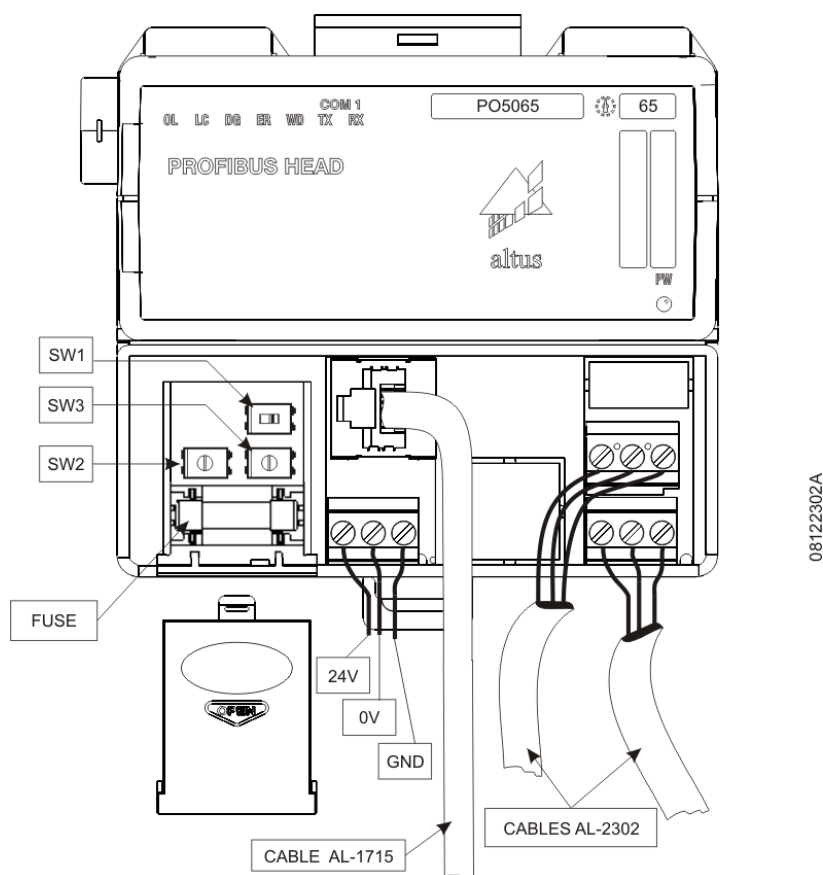 COM 1
OL LC DG ER WD TX RX
PO5065
65
PROFIBUS HEAD
altus
PW
SW1
SW3
SW2
FUSE
24V
0V
GND
OPEN
CABLE AL-1715
CABLES AL-2302
08122302A